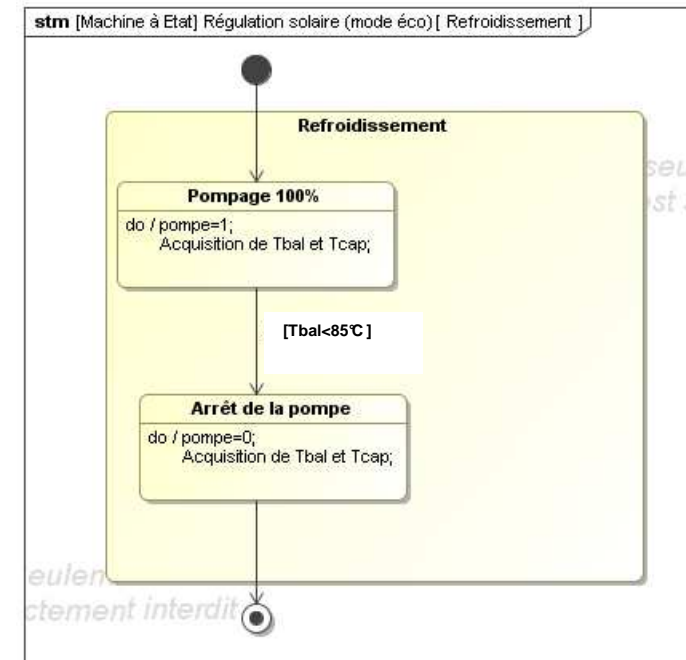 stm [Machine à Etat] Régulation solaire (mode éco) [ Refroidissement ]
Refroidissement
Pompage 100%
do / pompe=1;
Acquisition de Tbal et Tcap;
[Tbal<85°C ]
Arrêt de la pompe
do / pompe=0;
Acquisition de Tbal et Tcap;
interdit